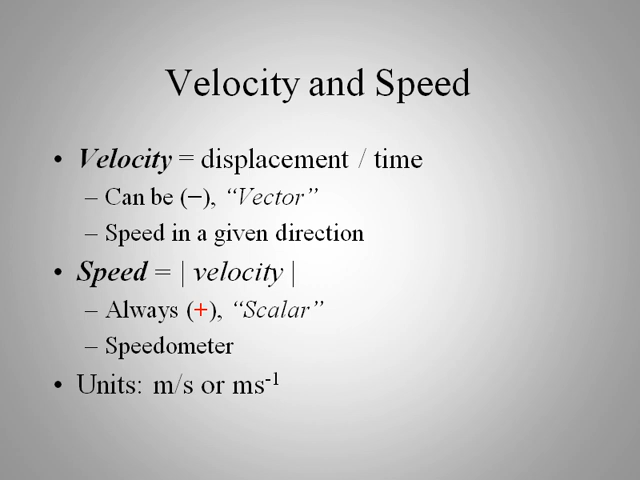 Velocity and Speed
• Velocity = displacement / time
– Can be (−), “Vector”
– Speed in a given direction
• Speed = | velocity |
– Always (+), “Scalar”
– Speedometer
• Units: m/s or ms⁻¹